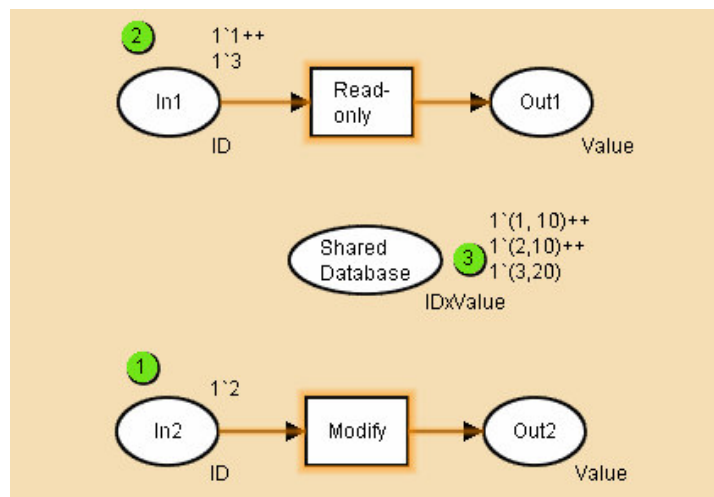 2
1`1++
1`3
In1
Read-
only
Out1
ID
Value
1`(1, 10)++
1`(2,10)++
1`(3,20)
Shared
Database
3
IDxValue
1
1`2
In2
Modify
Out2
ID
Value